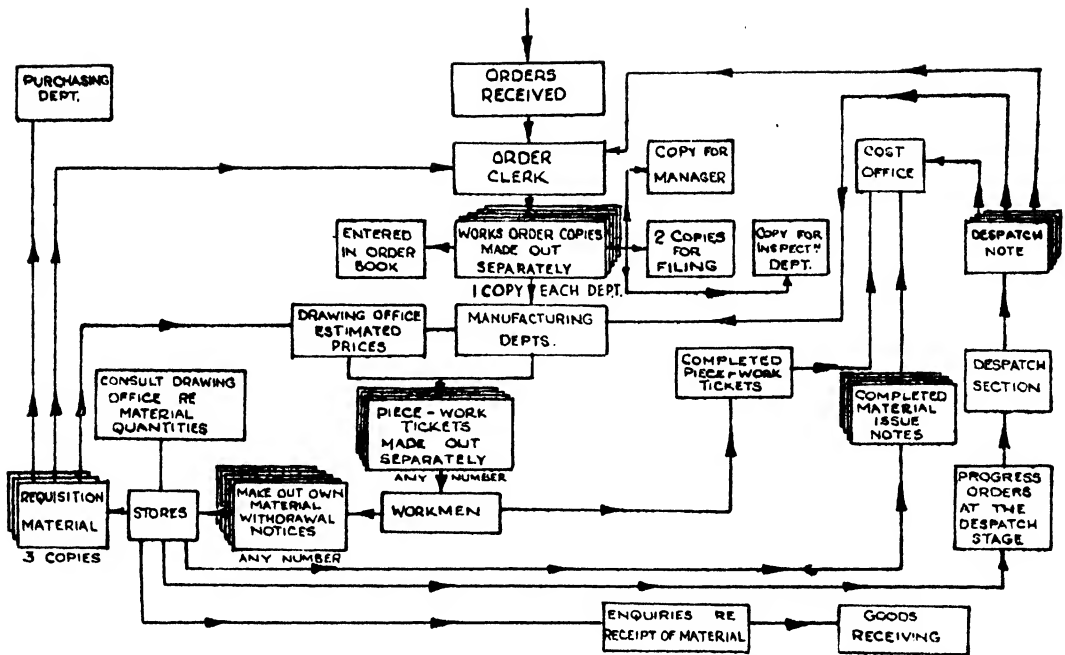 PURCHASING
DEPT.
ORDERS
RECEIVED
ORDER
CLERK
COPY FOR
MANAGER
COST
OFFICE
ENTERED
IN ORDER
BOOK
WORKS ORDER COPIES
MADE OUT
SEPARATELY
2 COPIES
FOR
FILING
COPY FOR
INSPECTN
DEPT.
DESPATCH
NOTE
1 COPY EACH DEPT.
DRAWING OFFICE
ESTIMATED
PRICES
MANUFACTURING
DEPTS.
COMPLETED
PIECE-WORK
TICKETS
DESPATCH
SECTION
CONSULT DRAWING
OFFICE RE
MATERIAL
QUANTITIES
PIECE-WORK
TICKETS
MADE OUT
SEPARATELY
ANY NUMBER
COMPLETED
MATERIAL
ISSUE
NOTES
REQUISITION
MATERIAL
3 COPIES
STORES
MAKE OUT OWN
MATERIAL
WITHDRAWAL
NOTICES
ANY NUMBER
WORKMEN
PROGRESS
ORDERS
AT THE
DESPATCH
STAGE
ENQUIRIES RE
RECEIPT OF MATERIAL
GOODS
RECEIVING